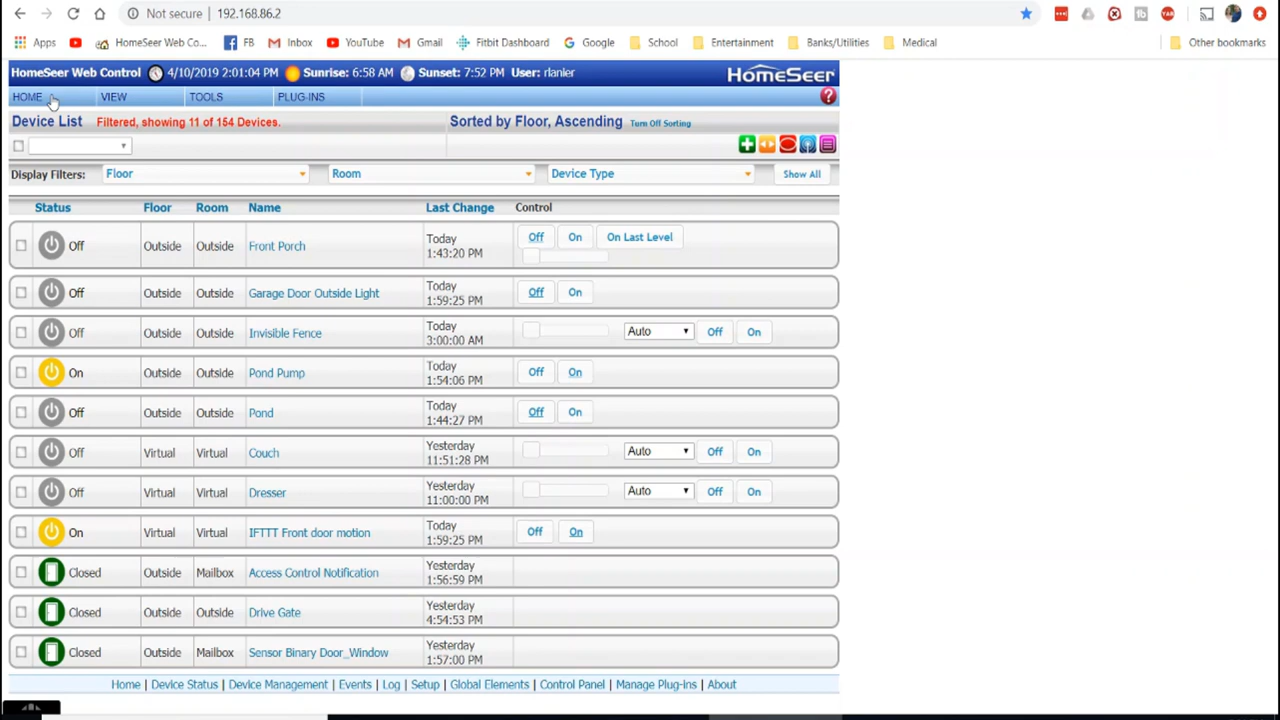 Not secure | 192.168.86.2
Apps HomeSeer Web Co... FB Inbox YouTube Gmail Fitbit Dashboard Google School Entertainment Banks/Utilities Medical Other bookmarks
HomeSeer Web Control 4/10/2019 2:01:04 PM Sunrise: 6:58 AM Sunset: 7:52 PM User: rlanier HOMESEER
HOME VIEW TOOLS PLUG-INS ?
Device List Filtered, showing 11 of 154 Devices. Sorted by Floor, Ascending Turn Off Sorting
Display Filters: Floor Room Device Type Show All
Status Floor Room Name Last Change Control
Off Outside Outside Front Porch Today 1:43:20 PM Off On On Last Level
Off Outside Outside Garage Door Outside Light Today 1:59:25 PM Off On
Off Outside Outside Invisible Fence Today 3:00:00 AM Auto Off On
On Outside Outside Pond Pump Today 1:54:06 PM Off On
Off Outside Outside Pond Today 1:44:27 PM Off On
Off Virtual Virtual Couch Yesterday 11:51:28 PM Auto Off On
Off Virtual Virtual Dresser Yesterday 11:00:00 PM Auto Off On
On Virtual Virtual IFTTT Front door motion Today 1:59:25 PM Off On
Closed Outside Mailbox Access Control Notification Yesterday 1:56:59 PM
Closed Outside Outside Drive Gate Yesterday 4:54:53 PM
Closed Outside Mailbox Sensor Binary Door_Window Yesterday 1:57:00 PM
Home | Device Status | Device Management | Events | Log | Setup | Global Elements | Control Panel | Manage Plug-ins | About